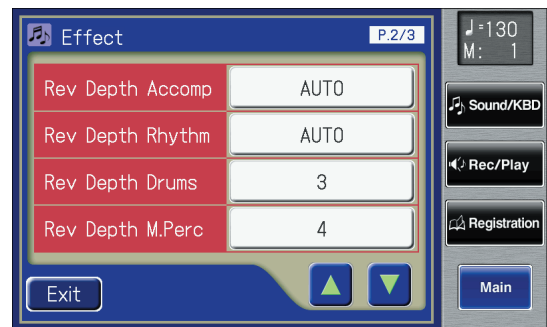 Effect P.2/3
♩=130
M: 1
Rev Depth Accomp AUTO
Rev Depth Rhythm AUTO
Rev Depth Drums 3
Rev Depth M.Perc 4
Exit
Sound/KBD
Rec/Play
Registration
Main